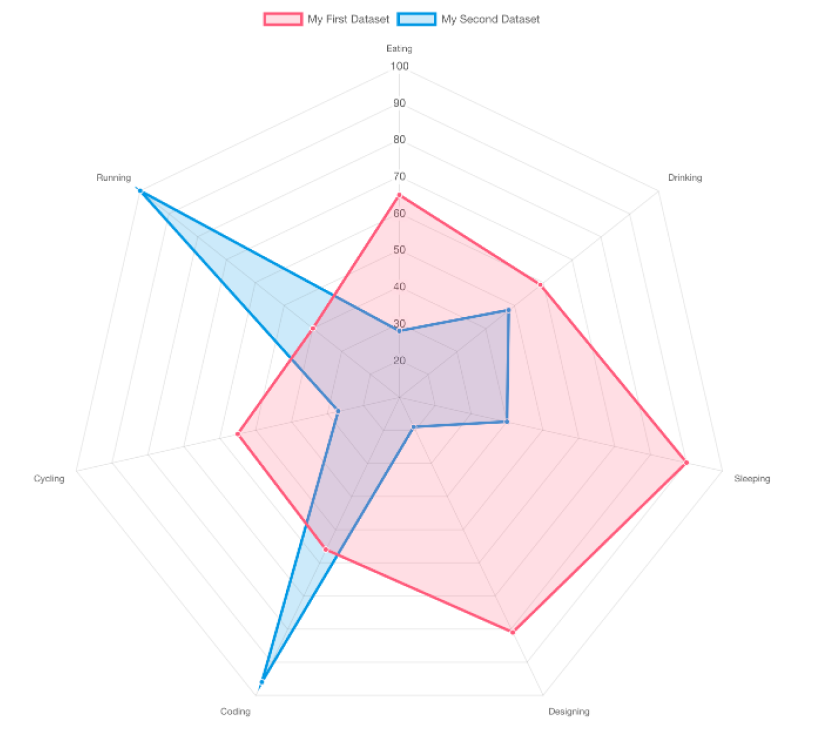 My First Dataset My Second Dataset
Eating
100
90
80
70
60
50
40
30
20
Running
Drinking
Cycling
Sleeping
Coding
Designing